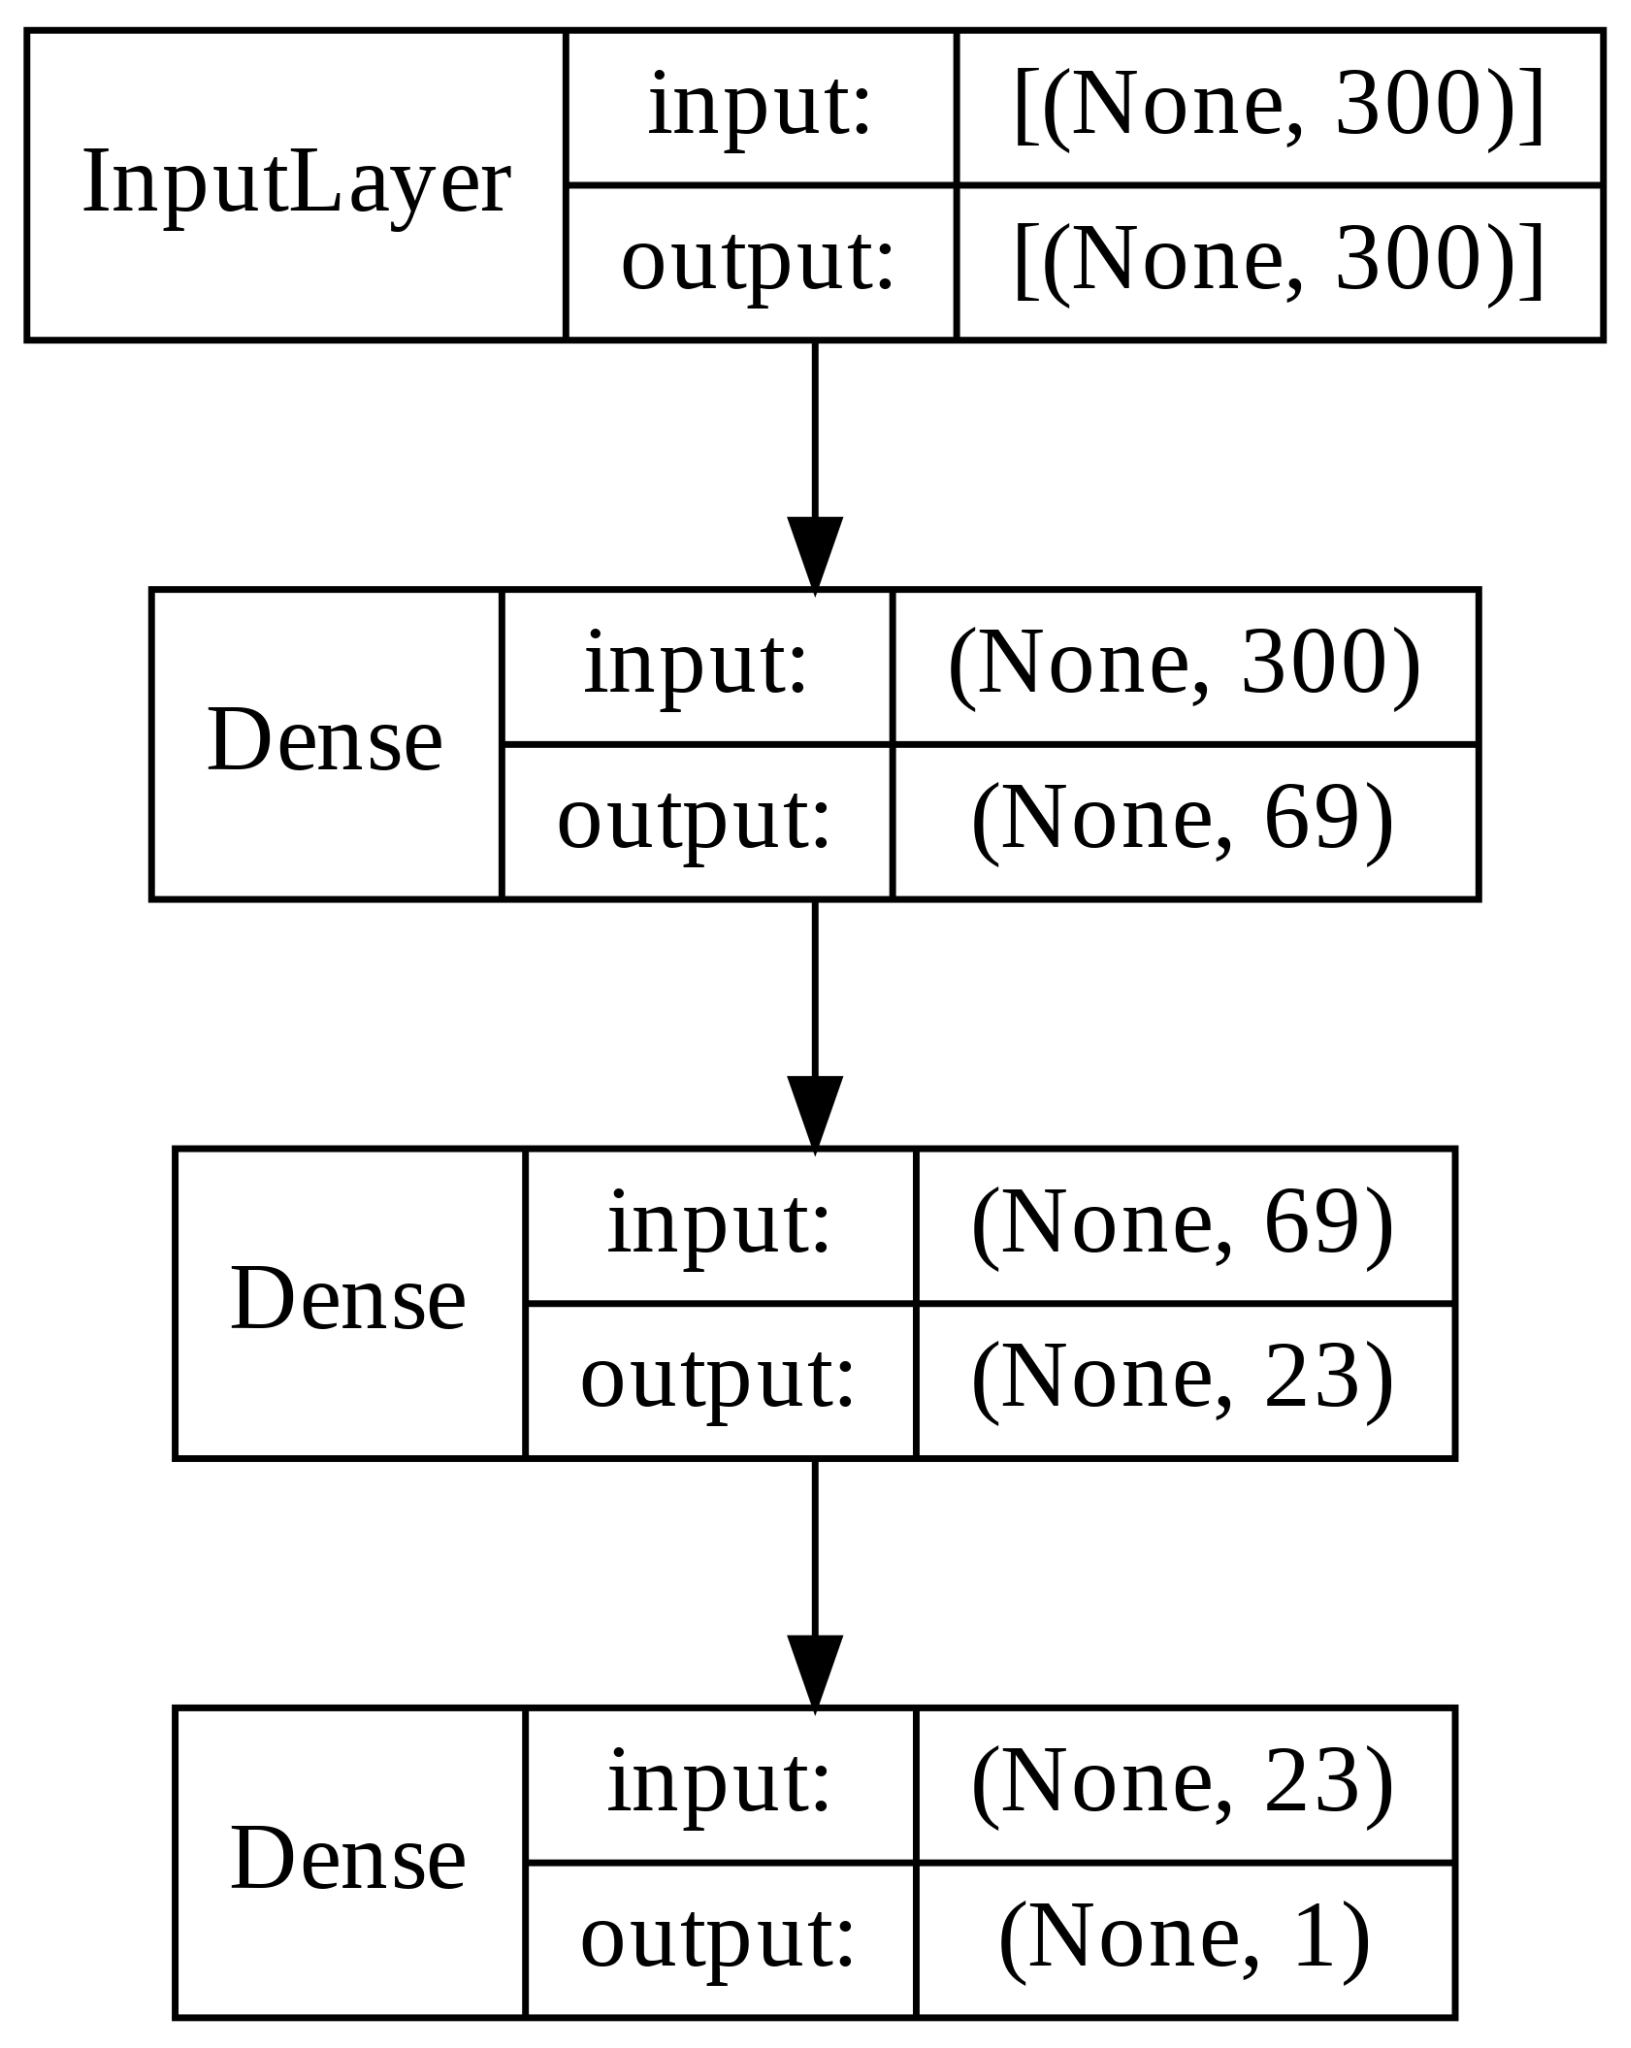 InputLayer
input: [(None, 300)]
output: [(None, 300)]
Dense
input: (None, 300)
output: (None, 69)
Dense
input: (None, 69)
output: (None, 23)
Dense
input: (None, 23)
output: (None, 1)